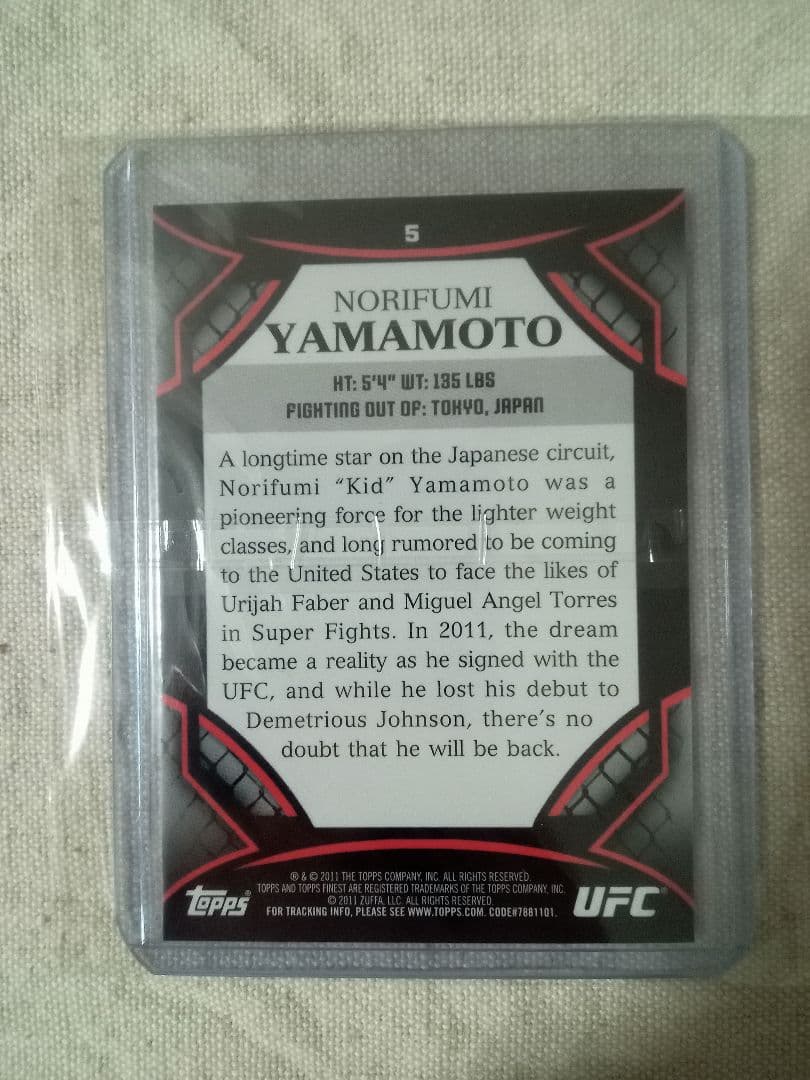 5
NORIFUMI
YAMAMOTO
HT: 5'4" WT: 135 LBS
FIGHTING OUT OF: TOKYO, JAPAN
A longtime star on the Japanese circuit,
Norifumi “Kid” Yamamoto was a
pioneering force for the lighter weight
classes, and long rumored to be coming
to the United States to face the likes of
Urijah Faber and Miguel Angel Torres
in Super Fights. In 2011, the dream
became a reality as he signed with the
UFC, and while he lost his debut to
Demetrious Johnson, there’s no
doubt that he will be back.
® & © 2011 THE TOPPS COMPANY, INC. ALL RIGHTS RESERVED.
TOPPS AND TOPPS FINEST ARE REGISTERED TRADEMARKS OF THE TOPPS COMPANY, INC.
© 2011 ZUFFA, LLC. ALL RIGHTS RESERVED.
FOR TRACKING INFO, PLEASE SEE WWW.TOPPS.COM. CODE#7881101.
Topps®
UFC®